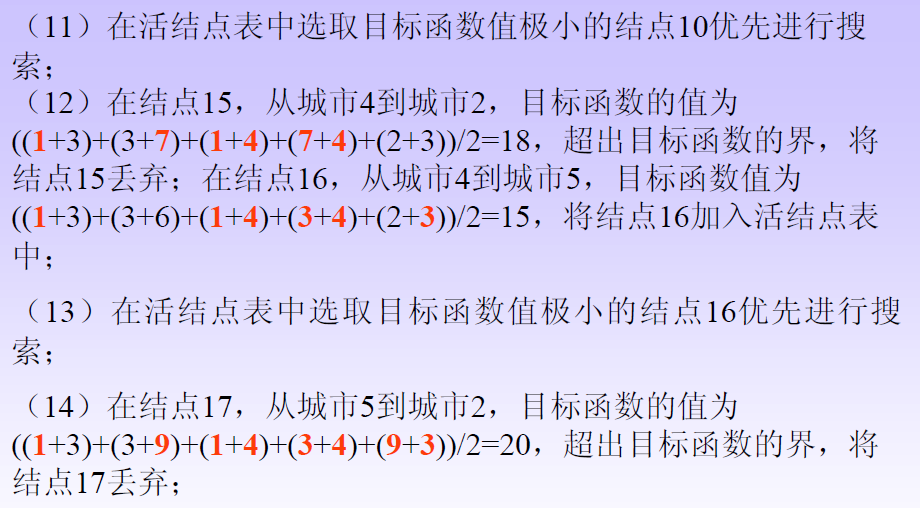 （11）在活结点表中选取目标函数值极小的结点10优先进行搜
索；
（12）在结点15，从城市4到城市2，目标函数的值为
((1+3)+(3+7)+(1+4)+(7+4)+(2+3))/2=18，超出目标函数的界，将
结点15丢弃；在结点16，从城市4到城市5，目标函数值为
((1+3)+(3+6)+(1+4)+(3+4)+(2+3))/2=15，将结点16加入活结点表
中；
（13）在活结点表中选取目标函数值极小的结点16优先进行搜
索；
（14）在结点17，从城市5到城市2，目标函数的值为
((1+3)+(3+9)+(1+4)+(3+4)+(9+3))/2=20，超出目标函数的界，将
结点17丢弃；